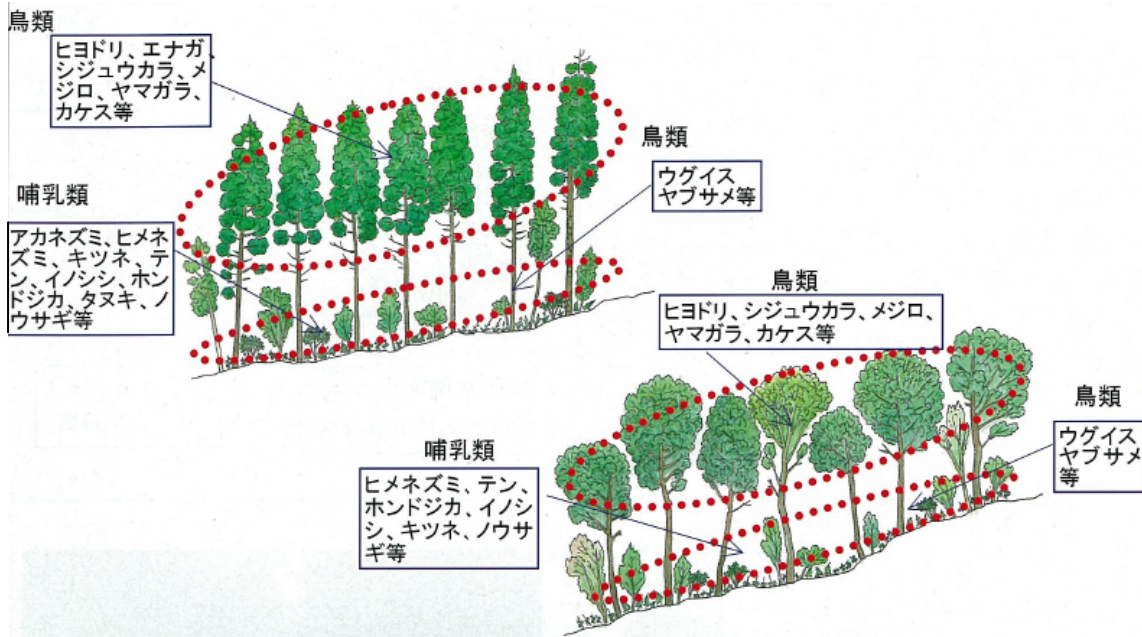 鳥類
ヒヨドリ、エナガ、
シジュウカラ、メ
ジロ、ヤマガラ、
カケス等
鳥類
ウグイス
ヤブサメ等
哺乳類
アカネズミ、ヒメネ
ズミ、キツネ、テ
ン、イノシシ、ホン
ドジカ、タヌキ、ノ
ウサギ等
鳥類
ヒヨドリ、シジュウカラ、メジロ、
ヤマガラ、カケス等
鳥類
ウグイス
ヤブサメ
等
哺乳類
ヒメネズミ、テン、
ホンドジカ、イノシ
シ、キツネ、ノウサ
ギ等